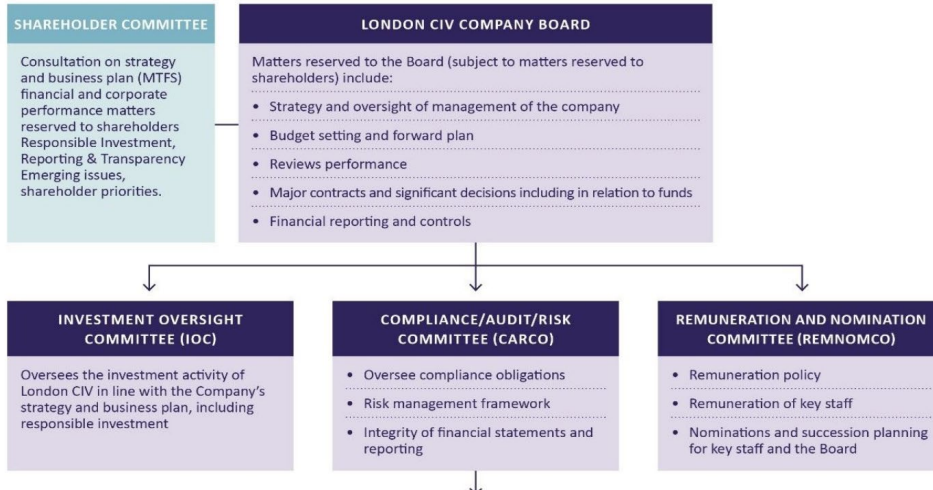 SHAREHOLDER COMMITTEE
Consultation on strategy
and business plan (MTFS)
financial and corporate
performance matters
reserved to shareholders
Responsible Investment,
Reporting & Transparency
Emerging issues,
shareholder priorities.
LONDON CIV COMPANY BOARD
Matters reserved to the Board (subject to matters reserved to
shareholders) include:
• Strategy and oversight of management of the company
• Budget setting and forward plan
• Reviews performance
• Major contracts and significant decisions including in relation to funds
• Financial reporting and controls
INVESTMENT OVERSIGHT
COMMITTEE (IOC)
Oversees the investment activity of
London CIV in line with the Company's
strategy and business plan, including
responsible investment
COMPLIANCE/AUDIT/RISK
COMMITTEE (CARCO)
• Oversee compliance obligations
• Risk management framework
• Integrity of financial statements and
reporting
REMUNERATION AND NOMINATION
COMMITTEE (REMNOMCO)
• Remuneration policy
• Remuneration of key staff
• Nominations and succession planning
for key staff and the Board